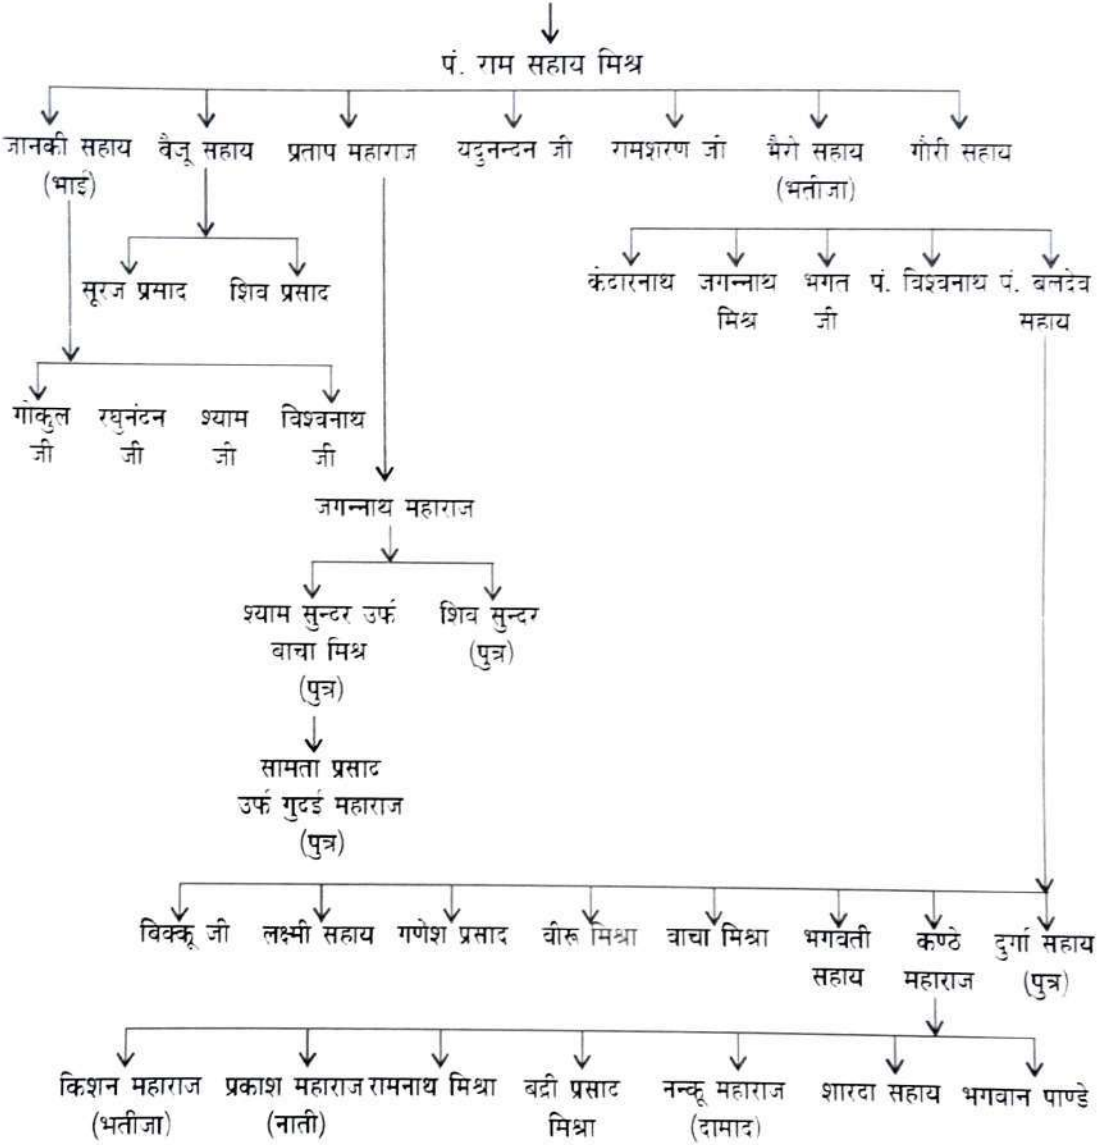 पं. राम सहाय मिश्र
जानकी सहाय वैजू सहाय प्रताप महाराज यदुनन्दन जी रामशरण जी भैरो सहाय गौरी सहाय
(भाई) (भतीजा)
सूरज प्रसाद शिव प्रसाद केदारनाथ जगन्नाथ भगत पं. विश्वनाथ पं. बलदेव
मिश्र जी सहाय
गोकुल रघुनंदन श्याम विश्वनाथ
जी जी जी जी
जगन्नाथ महाराज
श्याम सुन्दर उर्फ शिव सुन्दर
वाचा मिश्र (पुत्र)
(पुत्र)
सामता प्रसाद
उर्फ गुदई महाराज
(पुत्र)
विक्कू जी लक्ष्मी सहाय गणेश प्रसाद वीरू मिश्रा वाचा मिश्रा भगवती कण्ठे दुर्गा सहाय
सहाय महाराज (पुत्र)
किशन महाराज प्रकाश महाराज रामनाथ मिश्रा बद्री प्रसाद नन्कू महाराज शारदा सहाय भगवान पाण्डे
(भतीजा) (नाती) मिश्रा (दामाद)